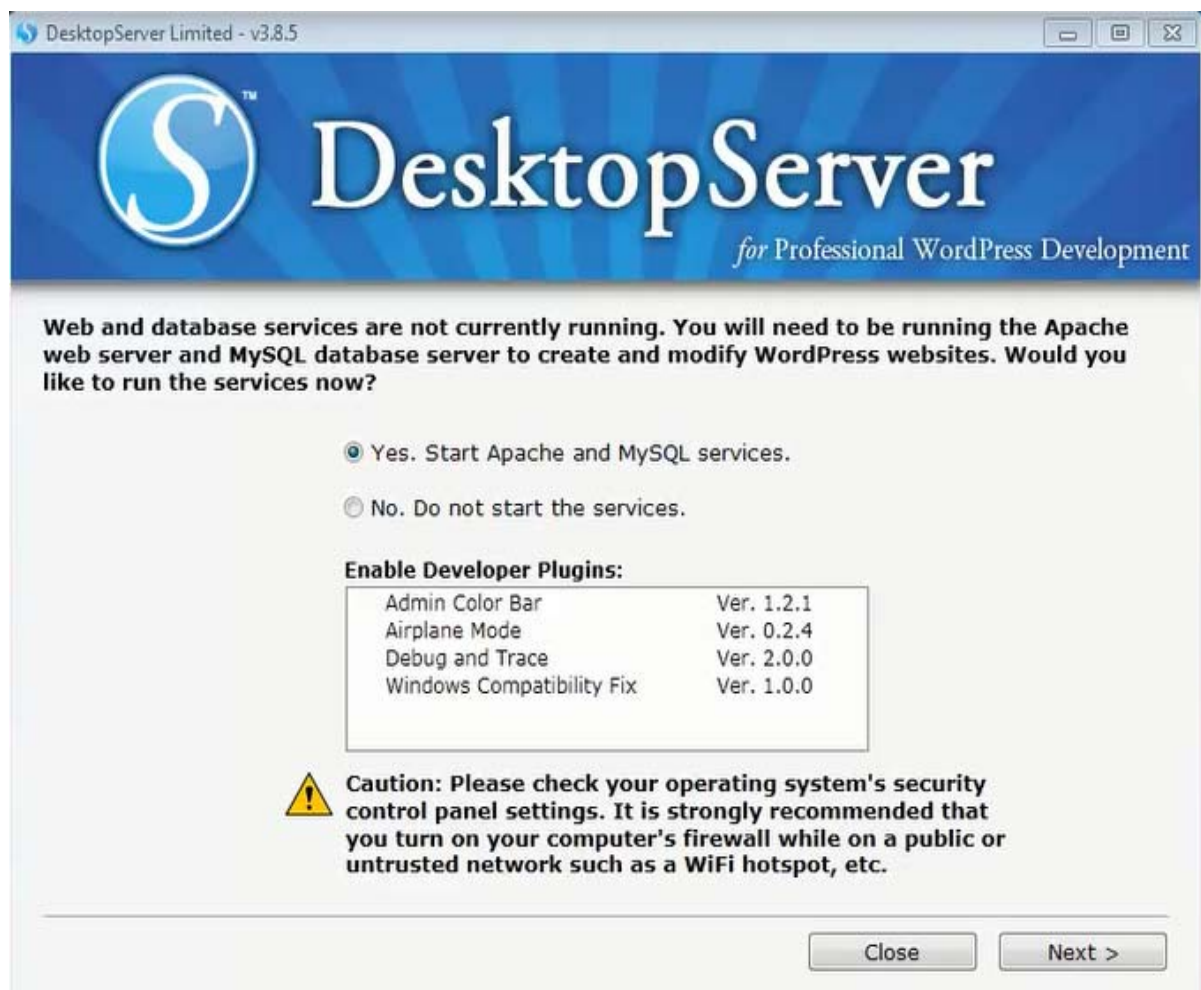 DesktopServer Limited - v3.8.5
S ™
DesktopServer
for Professional WordPress Development
Web and database services are not currently running. You will need to be running the Apache
web server and MySQL database server to create and modify WordPress websites. Would you
like to run the services now?
Yes. Start Apache and MySQL services.
No. Do not start the services.
Enable Developer Plugins:
Admin Color Bar Ver. 1.2.1
Airplane Mode Ver. 0.2.4
Debug and Trace Ver. 2.0.0
Windows Compatibility Fix Ver. 1.0.0
Caution: Please check your operating system's security
control panel settings. It is strongly recommended that
you turn on your computer's firewall while on a public or
untrusted network such as a WiFi hotspot, etc.
Close Next >